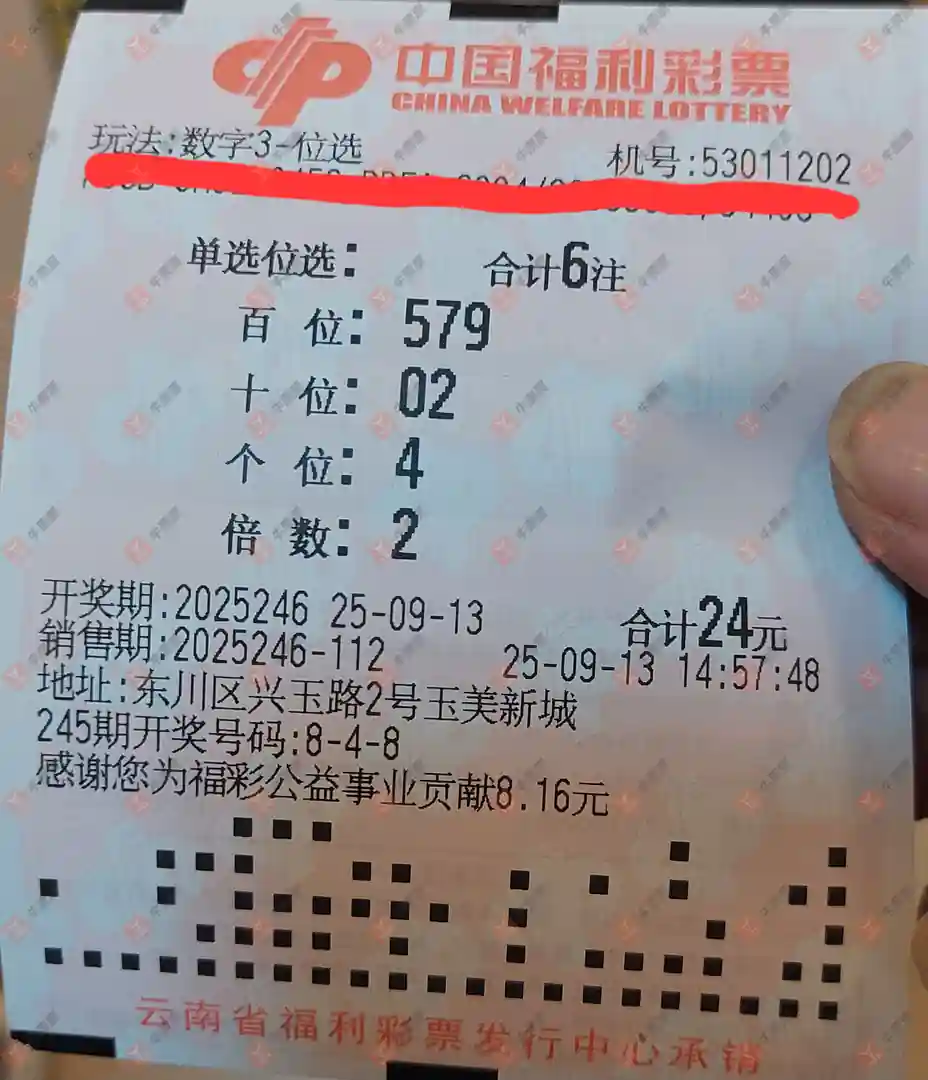 中国福利彩票
CHINA WELFARE LOTTERY
玩法:数字3-位选 机号:53011202
单选位选: 合计6注
百位: 579
十位: 02
个位: 4
倍数: 2
开奖期:2025246 25-09-13 合计24元
销售期:2025246-112 25-09-13 14:57:48
地址:东川区兴玉路2号玉美新城
245期开奖号码:8-4-8
感谢您为福彩公益事业贡献8.16元
云南省福利彩票发行中心承销